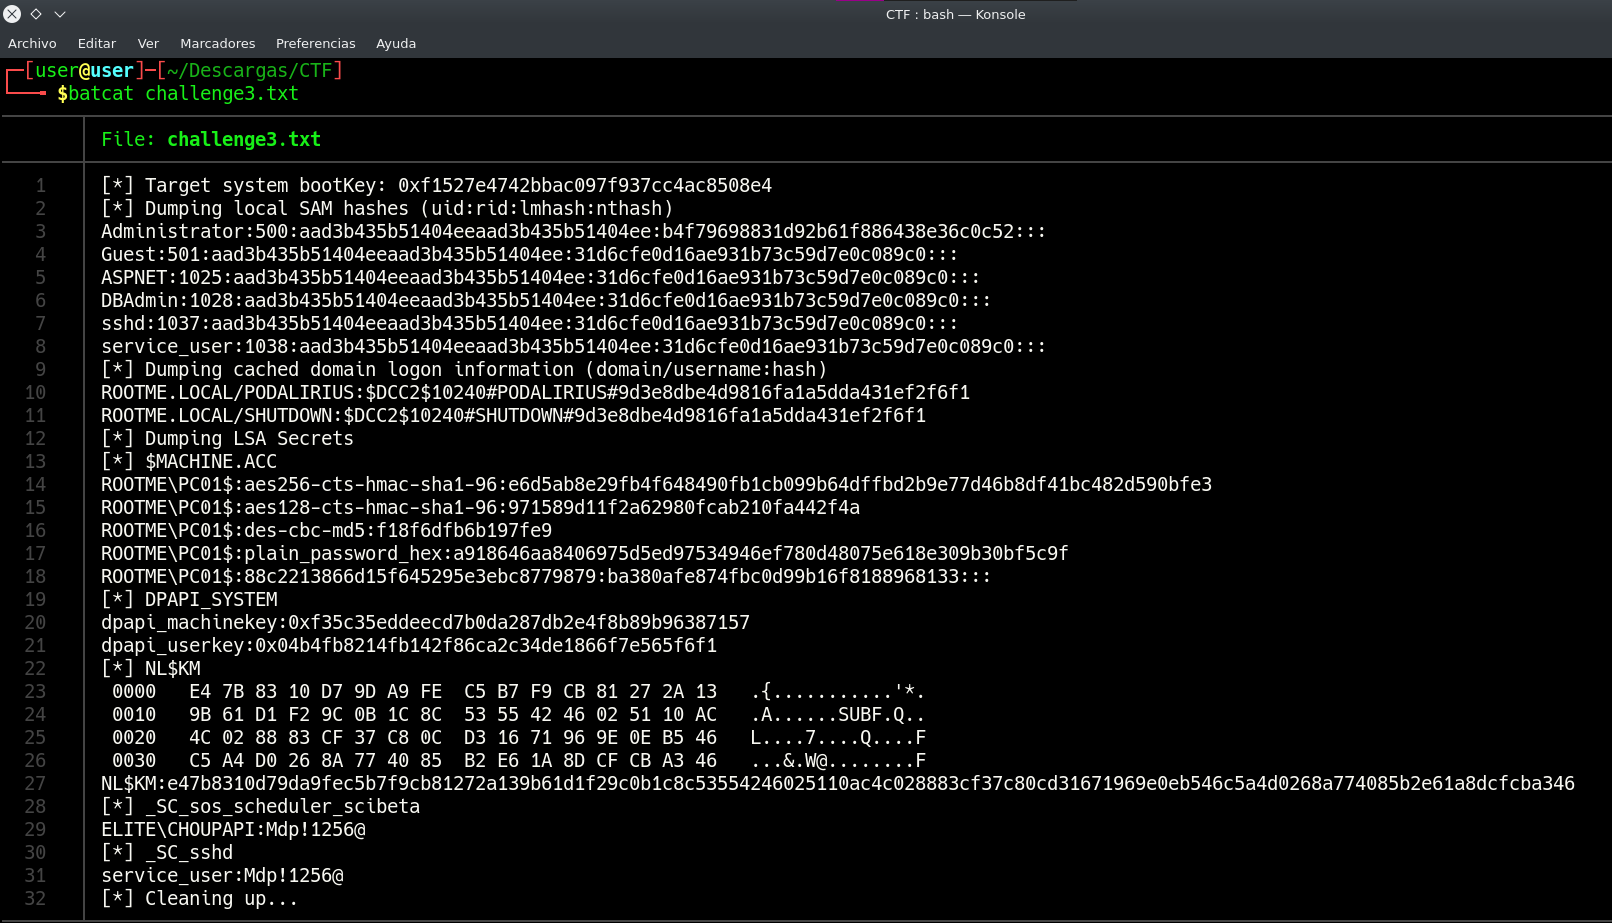 CTF : bash — Konsole
Archivo Editar Ver Marcadores Preferencias Ayuda
[user@user]-[~/Descargas/CTF]
$batcat challenge3.txt
File: challenge3.txt
1 [*] Target system bootKey: 0xf1527e4742bbac097f937cc4ac8508e4
2 [*] Dumping local SAM hashes (uid:rid:lmhash:nthash)
3 Administrator:500:aad3b435b51404eeaad3b435b51404ee:b4f79698831d92b61f886438e36c0c52:::
4 Guest:501:aad3b435b51404eeaad3b435b51404ee:31d6cfe0d16ae931b73c59d7e0c089c0:::
5 ASPNET:1025:aad3b435b51404eeaad3b435b51404ee:31d6cfe0d16ae931b73c59d7e0c089c0:::
6 DBAdmin:1028:aad3b435b51404eeaad3b435b51404ee:31d6cfe0d16ae931b73c59d7e0c089c0:::
7 sshd:1037:aad3b435b51404eeaad3b435b51404ee:31d6cfe0d16ae931b73c59d7e0c089c0:::
8 service_user:1038:aad3b435b51404eeaad3b435b51404ee:31d6cfe0d16ae931b73c59d7e0c089c0:::
9 [*] Dumping cached domain logon information (domain/username:hash)
10 ROOTME.LOCAL/PODALIRIUS:$DCC2$10240#PODALIRIUS#9d3e8dbe4d9816fa1a5dda431ef2f6f1
11 ROOTME.LOCAL/SHUTDOWN:$DCC2$10240#SHUTDOWN#9d3e8dbe4d9816fa1a5dda431ef2f6f1
12 [*] Dumping LSA Secrets
13 [*] $MACHINE.ACC
14 ROOTME\PC01$:aes256-cts-hmac-sha1-96:e6d5ab8e29fb4f648490fb1cb099b64dffbd2b9e77d46b8df41bc482d590bfe3
15 ROOTME\PC01$:aes128-cts-hmac-sha1-96:971589d11f2a62980fcab210fa442f4a
16 ROOTME\PC01$:des-cbc-md5:f18f6dfb6b197fe9
17 ROOTME\PC01$:plain_password_hex:a918646aa8406975d5ed97534946ef780d48075e618e309b30bf5c9f
18 ROOTME\PC01$:88c2213866d15f645295e3ebc8779879:ba380afe874fbc0d99b16f8188968133:::
19 [*] DPAPI_SYSTEM
20 dpapi_machinekey:0xf35c35eddeecd7b0da287db2e4f8b89b96387157
21 dpapi_userkey:0x04b4fb8214fb142f86ca2c34de1866f7e565f6f1
22 [*] NL$KM
23 0000 E4 7B 83 10 D7 9D A9 FE C5 B7 F9 CB 81 27 2A 13 .{...........'*.
24 0010 9B 61 D1 F2 9C 0B 1C 8C 53 55 42 46 02 51 10 AC .A......SUBF.Q..
25 0020 4C 02 88 83 CF 37 C8 0C D3 16 71 96 9E 0E B5 46 L....7....Q....F
26 0030 C5 A4 D0 26 8A 77 40 85 B2 E6 1A 8D CF CB A3 46 ...&.W@........F
27 NL$KM:e47b8310d79da9fec5b7f9cb81272a139b61d1f29c0b1c8c53554246025110ac4c028883cf37c80cd31671969e0eb546c5a4d0268a774085b2e61a8dcfcba346
28 [*] _SC_sos_scheduler_scibeta
29 ELITE\CHOUPAPI:Mdp!1256@
30 [*] _SC_sshd
31 service_user:Mdp!1256@
32 [*] Cleaning up...